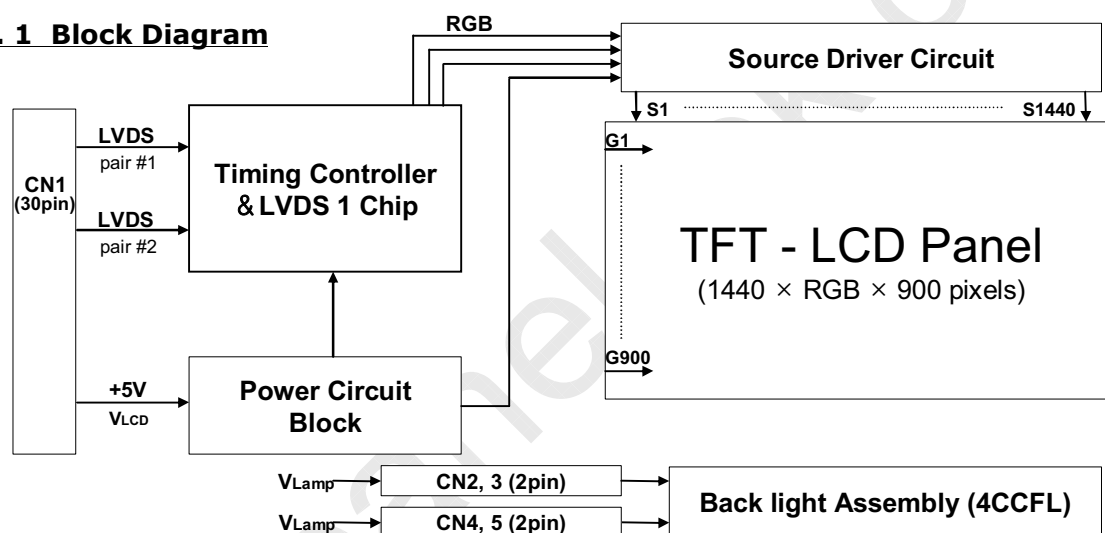 . 1 Block Diagram
RGB
Source Driver Circuit
S1
S1440
LVDS
pair #1
Timing Controller
&LVDS 1 Chip
G1
CN1
(30pin)
LVDS
pair #2
TFT - LCD Panel
(1440 × RGB × 900 pixels)
G900
+5V
VLCD
Power Circuit
Block
VLamp
CN2, 3 (2pin)
Back light Assembly (4CCFL)
VLamp
CN4, 5 (2pin)